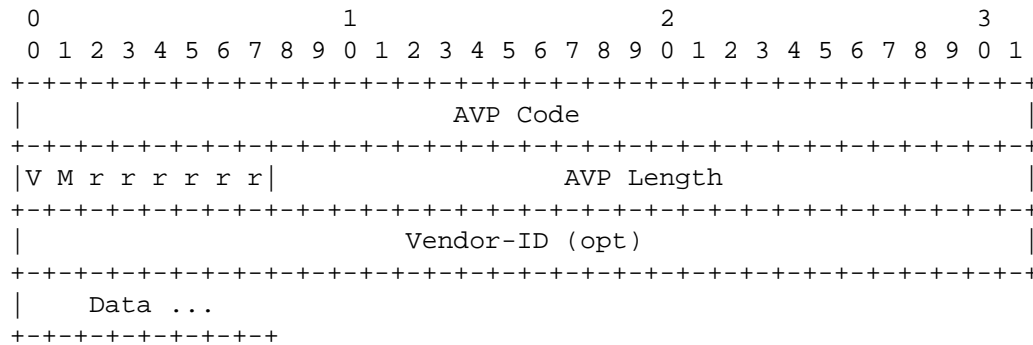 0                   1                   2                   3
 0 1 2 3 4 5 6 7 8 9 0 1 2 3 4 5 6 7 8 9 0 1 2 3 4 5 6 7 8 9 0 1
+-+-+-+-+-+-+-+-+-+-+-+-+-+-+-+-+-+-+-+-+-+-+-+-+-+-+-+-+-+-+-+-+
|                           AVP Code                            |
+-+-+-+-+-+-+-+-+-+-+-+-+-+-+-+-+-+-+-+-+-+-+-+-+-+-+-+-+-+-+-+-+
|V M r r r r r r|                  AVP Length                   |
+-+-+-+-+-+-+-+-+-+-+-+-+-+-+-+-+-+-+-+-+-+-+-+-+-+-+-+-+-+-+-+-+
|                        Vendor-ID (opt)                        |
+-+-+-+-+-+-+-+-+-+-+-+-+-+-+-+-+-+-+-+-+-+-+-+-+-+-+-+-+-+-+-+-+
|    Data ...
+-+-+-+-+-+-+-+-+